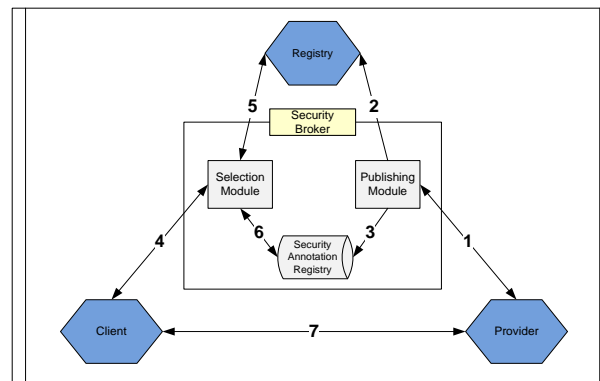 Registry
5
2
Security
Broker
Selection
Module
Publishing
Module
4
6
Security
Annotation
Registry
3
1
Client
7
Provider